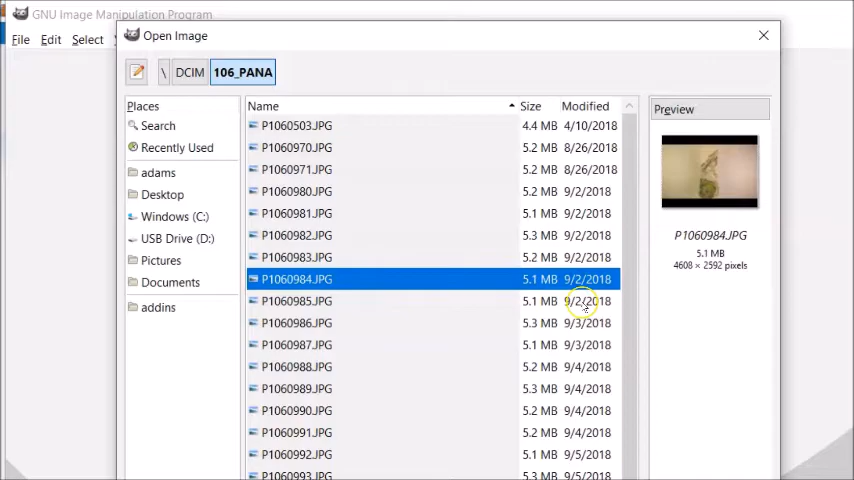 GNU Image Manipulation Program
File Edit Select
Open Image
\ DCIM 106_PANA
Places
Search
Recently Used
adams
Desktop
Windows (C:)
USB Drive (D:)
Pictures
Documents
addins
Name Size Modified
P1060503.JPG 4.4 MB 4/10/2018
P1060970.JPG 5.2 MB 8/26/2018
P1060971.JPG 5.2 MB 8/26/2018
P1060980.JPG 5.2 MB 9/2/2018
P1060981.JPG 5.1 MB 9/2/2018
P1060982.JPG 5.3 MB 9/2/2018
P1060983.JPG 5.2 MB 9/2/2018
P1060984.JPG 5.1 MB 9/2/2018
P1060985.JPG 5.1 MB 9/2/2018
P1060986.JPG 5.3 MB 9/3/2018
P1060987.JPG 5.1 MB 9/3/2018
P1060988.JPG 5.2 MB 9/4/2018
P1060989.JPG 5.3 MB 9/4/2018
P1060990.JPG 5.2 MB 9/4/2018
P1060991.JPG 5.2 MB 9/4/2018
P1060992.JPG 5.1 MB 9/5/2018
P1060993.JPG 5.3 MB 9/5/2018
Preview
P1060984.JPG
5.1 MB
4608 × 2592 pixels